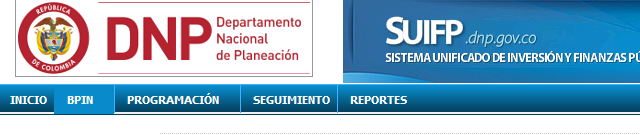 REPÚBLICA
DE COLOMBIA
DNP
Departamento
Nacional
de Planeación
SUIFP.dnp.gov.co
SISTEMA UNIFICADO DE INVERSIÓN Y FINANZAS PÚ
INICIO BPIN PROGRAMACIÓN SEGUIMIENTO REPORTES